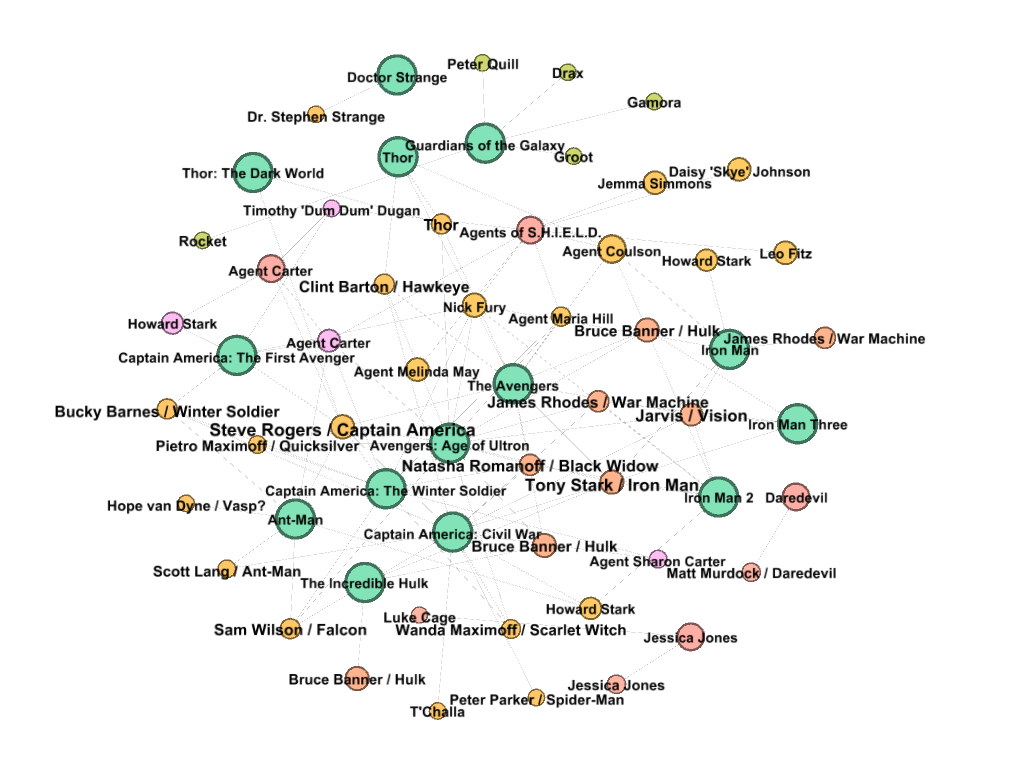 Peter Quill
Drax
Doctor Strange
Gamora
Dr. Stephen Strange
Guardians of the Galaxy
Thor
Groot
Thor: The Dark World
Daisy 'Skye' Johnson
Jemma Simmons
Timothy 'Dum Dum' Dugan
Thor
Agents of S.H.I.E.L.D.
Rocket
Agent Coulson
Leo Fitz
Howard Stark
Agent Carter
Clint Barton / Hawkeye
Nick Fury
Agent Maria Hill
Howard Stark
Bruce Banner / Hulk
James Rhodes / War Machine
Agent Carter
Iron Man
Captain America: The First Avenger
Agent Melinda May
The Avengers
James Rhodes / War Machine
Bucky Barnes / Winter Soldier
Jarvis / Vision
Iron Man Three
Steve Rogers / Captain America
Pietro Maximoff / Quicksilver
Avengers: Age of Ultron
Natasha Romanoff / Black Widow
Tony Stark / Iron Man
Captain America: The Winter Soldier
Iron Man 2
Daredevil
Hope van Dyne / Vasp?
Ant-Man
Captain America: Civil War
Bruce Banner / Hulk
Agent Sharon Carter
Scott Lang / Ant-Man
Matt Murdock / Daredevil
The Incredible Hulk
Howard Stark
Luke Cage
Sam Wilson / Falcon
Wanda Maximoff / Scarlet Witch
Jessica Jones
Bruce Banner / Hulk
Jessica Jones
Peter Parker / Spider-Man
T'Challa